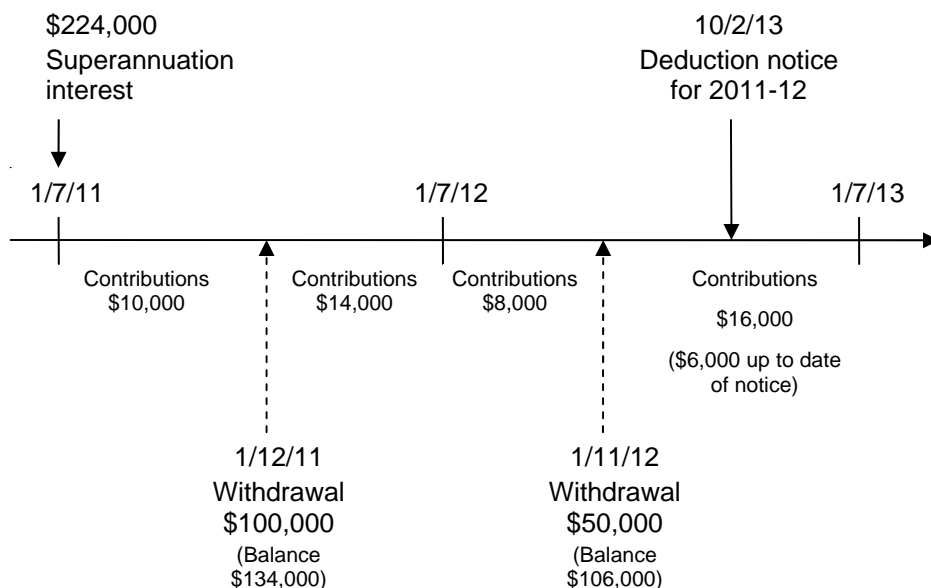 $224,000
Superannuation
interest
10/2/13
Deduction notice
for 2011-12
1/7/11
1/7/12
1/7/13
Contributions
$10,000
Contributions
$14,000
Contributions
$8,000
Contributions
$16,000
($6,000 up to date
of notice)
1/12/11
Withdrawal
$100,000
(Balance
$134,000)
1/11/12
Withdrawal
$50,000
(Balance
$106,000)